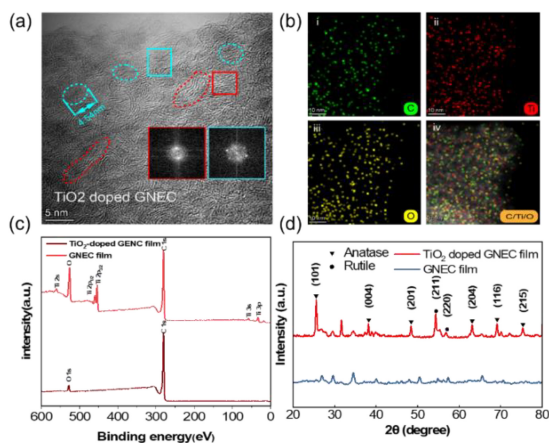 (a)
4.54nm
TiO2 doped GNEC
5 nm
(b)
i
10 nm
C
ii
10 nm
Ti
iii
10 nm
O
iv
C/Ti/O
(c)
TiO₂-doped GENC film
GNEC film
Ti 2s
O
Ti 2p1/2
Ti 2p3/2
C 1s
Ti 3s
Ti 3p
O 1s
C 1s
intensity(a.u.)
600 500 400 300 200 100 0
Binding energy(eV)
(d)
Anatase
Rutile
TiO₂ doped GNEC film
GNEC film
(101)
(004)
(201)
(211)
(220)
(204)
(116)
(215)
Intensity (a.u.)
20 30 40 50 60 70 80
2θ (degree)